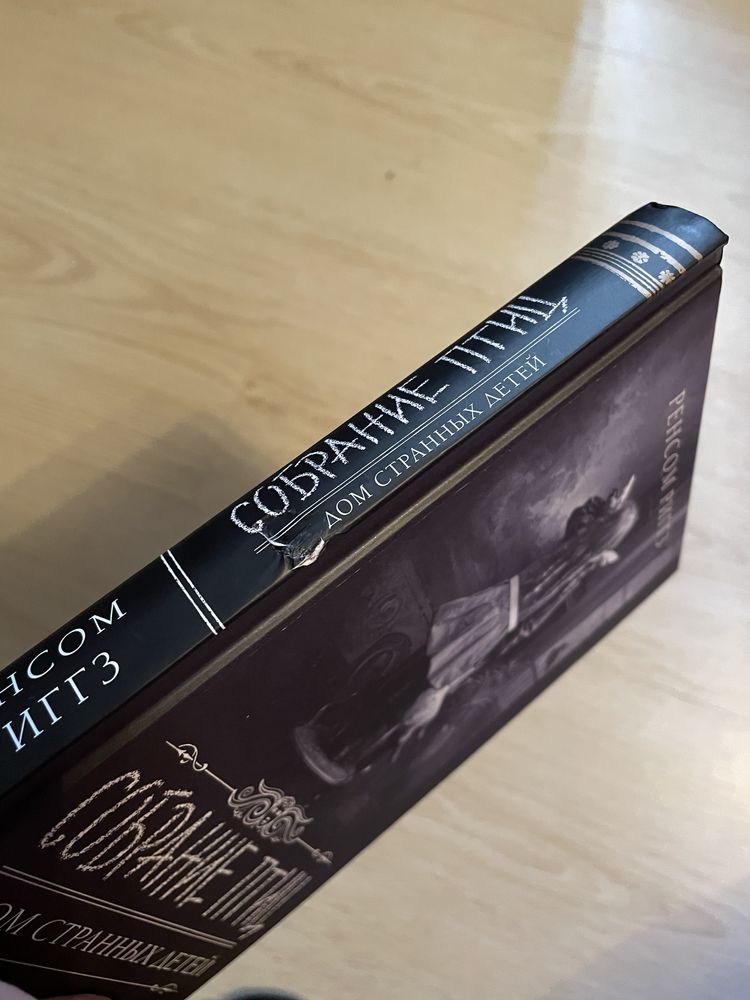 НСОМ
ИГГЗ
СОБРАНИЕ ПТИЦ
ДОМ СТРАННЫХ ДЕТЕЙ
РЕНСОМ РИГГЗ
СОБРАНИЕ ПТИЦ
ОМ СТРАННЫХ ДЕТЕЙ